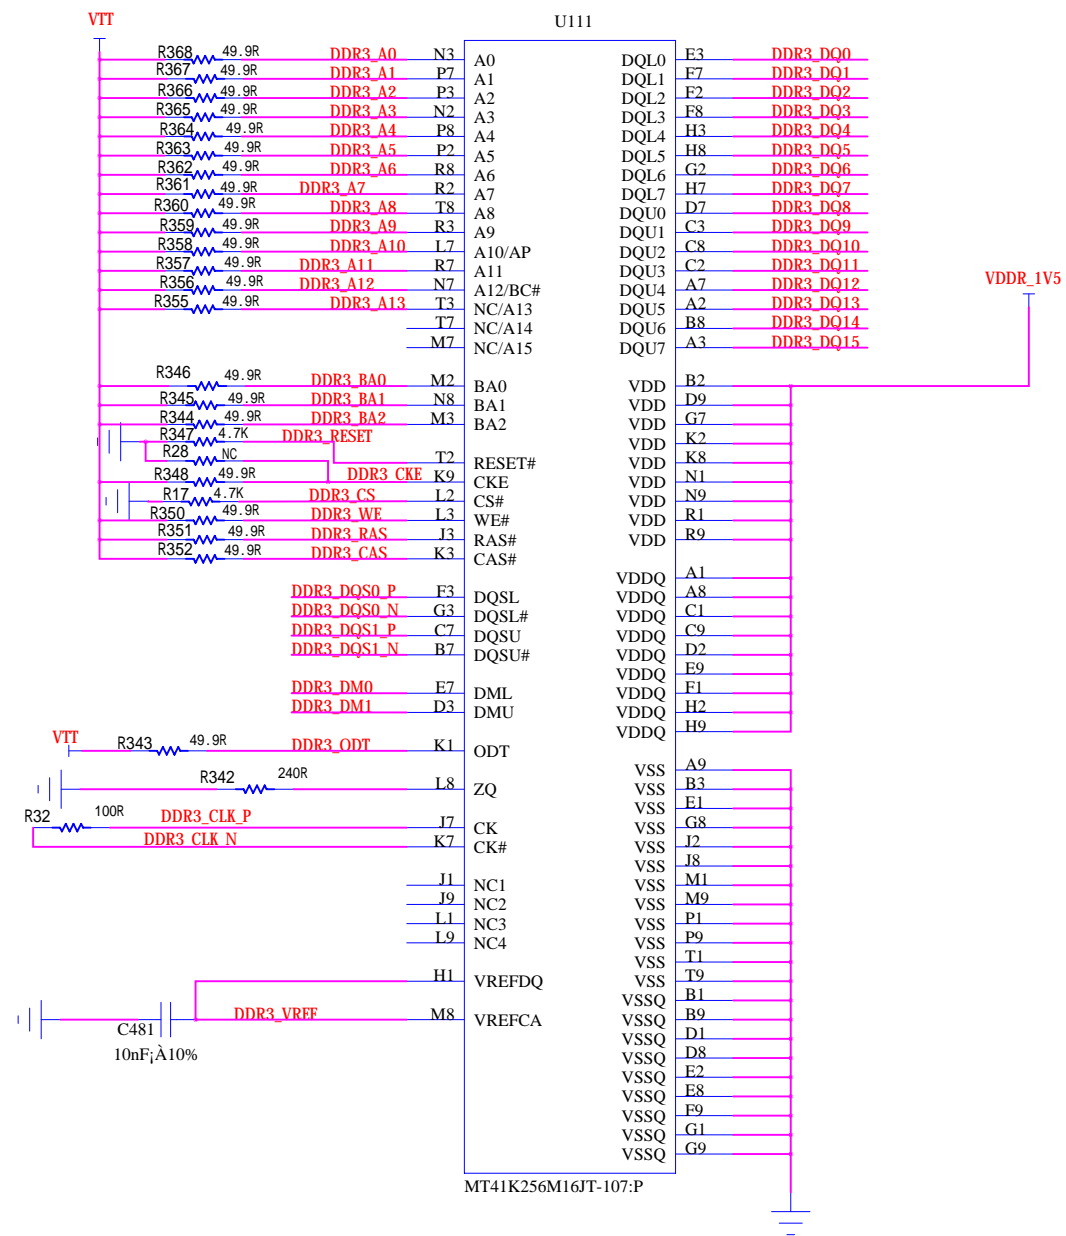 VTT
U111
R368 49.9R DDR3_A0 N3 A0 DQL0 E3 DDR3_DQ0
R367 49.9R DDR3_A1 P7 A1 DQL1 F7 DDR3_DQ1
R366 49.9R DDR3_A2 P3 A2 DQL2 F2 DDR3_DQ2
R365 49.9R DDR3_A3 N2 A3 DQL3 F8 DDR3_DQ3
R364 49.9R DDR3_A4 P8 A4 DQL4 H3 DDR3_DQ4
R363 49.9R DDR3_A5 P2 A5 DQL5 H8 DDR3_DQ5
R362 49.9R DDR3_A6 R8 A6 DQL6 G2 DDR3_DQ6
R361 49.9R DDR3_A7 R2 A7 DQL7 H7 DDR3_DQ7
R360 49.9R DDR3_A8 T8 A8 DQU0 D7 DDR3_DQ8
R359 49.9R DDR3_A9 R3 A9 DQU1 C3 DDR3_DQ9
R358 49.9R DDR3_A10 L7 A10/AP DQU2 C8 DDR3_DQ10
R357 49.9R DDR3_A11 R7 A11 DQU3 C2 DDR3_DQ11
R356 49.9R DDR3_A12 N7 A12/BC# DQU4 A7 DDR3_DQ12
VDDR_1V5
R355 49.9R DDR3_A13 T3 NC/A13 DQU5 A2 DDR3_DQ13
T7 NC/A14 DQU6 B8 DDR3_DQ14
M7 NC/A15 DQU7 A3 DDR3_DQ15
R346 49.9R DDR3_BA0 M2 BA0 VDD B2
R345 49.9R DDR3_BA1 N8 BA1 VDD D9
R344 49.9R DDR3_BA2 M3 BA2 VDD G7
R347 4.7K DDR3_RESET VDD K2
R28 NC T2 RESET# VDD K8
R348 49.9R DDR3_CKE K9 CKE VDD N1
R17 4.7K DDR3_CS L2 CS# VDD N9
R350 49.9R DDR3_WE L3 WE# VDD R1
R351 49.9R DDR3_RAS J3 RAS# VDD R9
R352 49.9R DDR3_CAS K3 CAS#
VDDQ A1
DDR3_DQS0_P F3 DQSL VDDQ A8
DDR3_DQS0_N G3 DQSL# VDDQ C1
DDR3_DQS1_P C7 DQSU VDDQ C9
DDR3_DQS1_N B7 DQSU# VDDQ D2
VDDQ E9
DDR3_DM0 E7 DML VDDQ F1
DDR3_DM1 D3 DMU VDDQ H2
VDDQ H9
VTT R343 49.9R DDR3_ODT K1 ODT
VSS A9
R342 240R L8 ZQ VSS B3
VSS E1
R32 100R DDR3_CLK_P J7 CK VSS G8
DDR3_CLK_N K7 CK# VSS J2
VSS J8
J1 NC1 VSS M1
J9 NC2 VSS M9
L1 NC3 VSS P1
L9 NC4 VSS P9
VSS T1
H1 VREFDQ VSS T9
VSSQ B1
C481 DDR3_VREF M8 VREFCA VSSQ B9
VSSQ D1
10nF¡À10% VSSQ D8
VSSQ E2
VSSQ E8
VSSQ F9
VSSQ G1
VSSQ G9
MT41K256M16JT-107:P